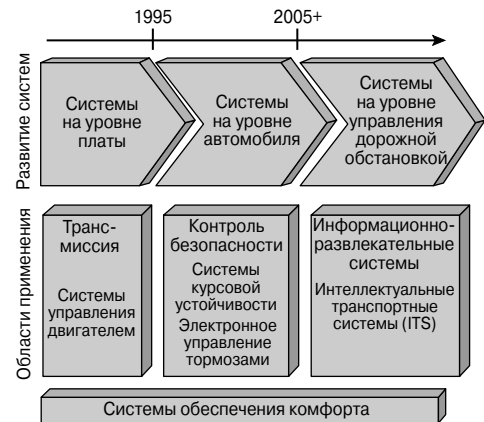 1995
2005+
Развитие систем
Системы
на уровне
платы
Системы
на уровне
автомобиля
Системы
на уровне
управления
дорожной
обстановкой
Области применения
Транс-
миссия
Системы
управления
двигателем
Контроль
безопасности
Системы
курсовой
устойчивости
Электронное
управление
тормозами
Информационно-
развлекательные
системы
Интеллектуальные
транспортные
системы (ITS)
Системы обеспечения комфорта